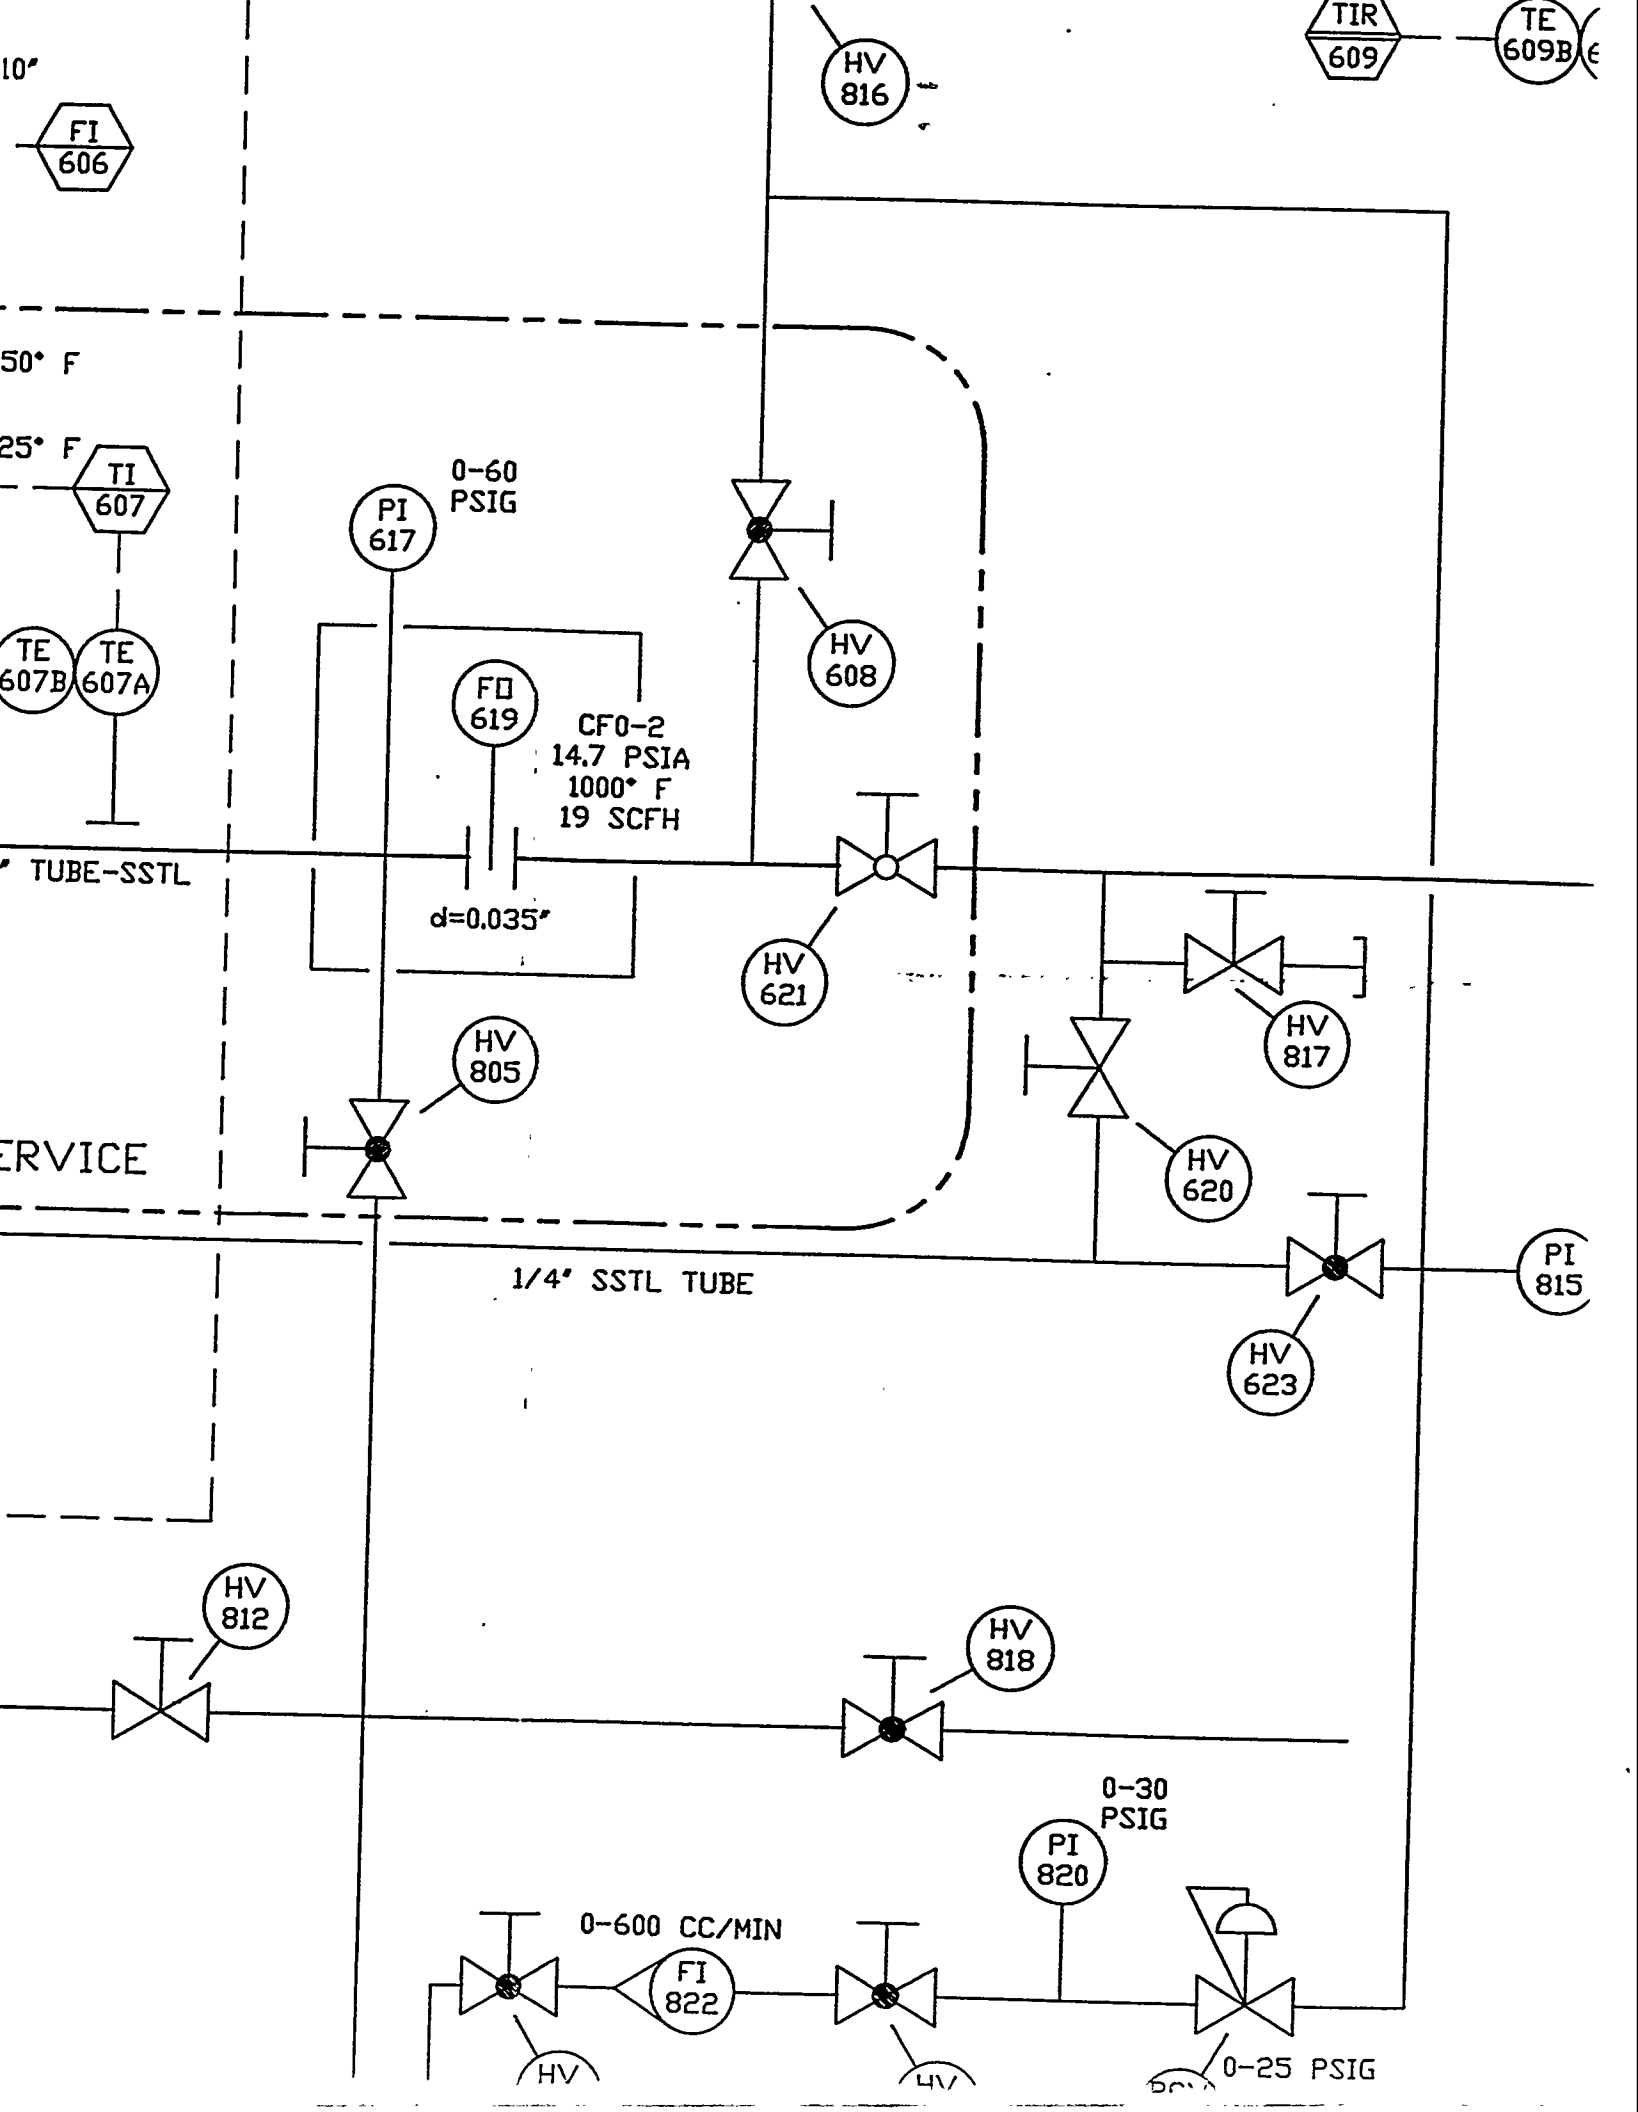 TIR
609
TE
609B
HV
816
10"
FI
606
50° F
25° F
TI
607
0-60
PSIG
PI
617
TE
607B
TE
607A
HV
608
FO
619
CFO-2
14.7 PSIA
1000° F
19 SCFH
" TUBE-SSTL
d=0.035"
HV
621
HV
817
HV
805
ERVICE
HV
620
1/4" SSTL TUBE
PI
815
HV
623
HV
812
HV
818
0-30
PSIG
PI
820
0-600 CC/MIN
FI
822
HV
HV
0-25 PSIG